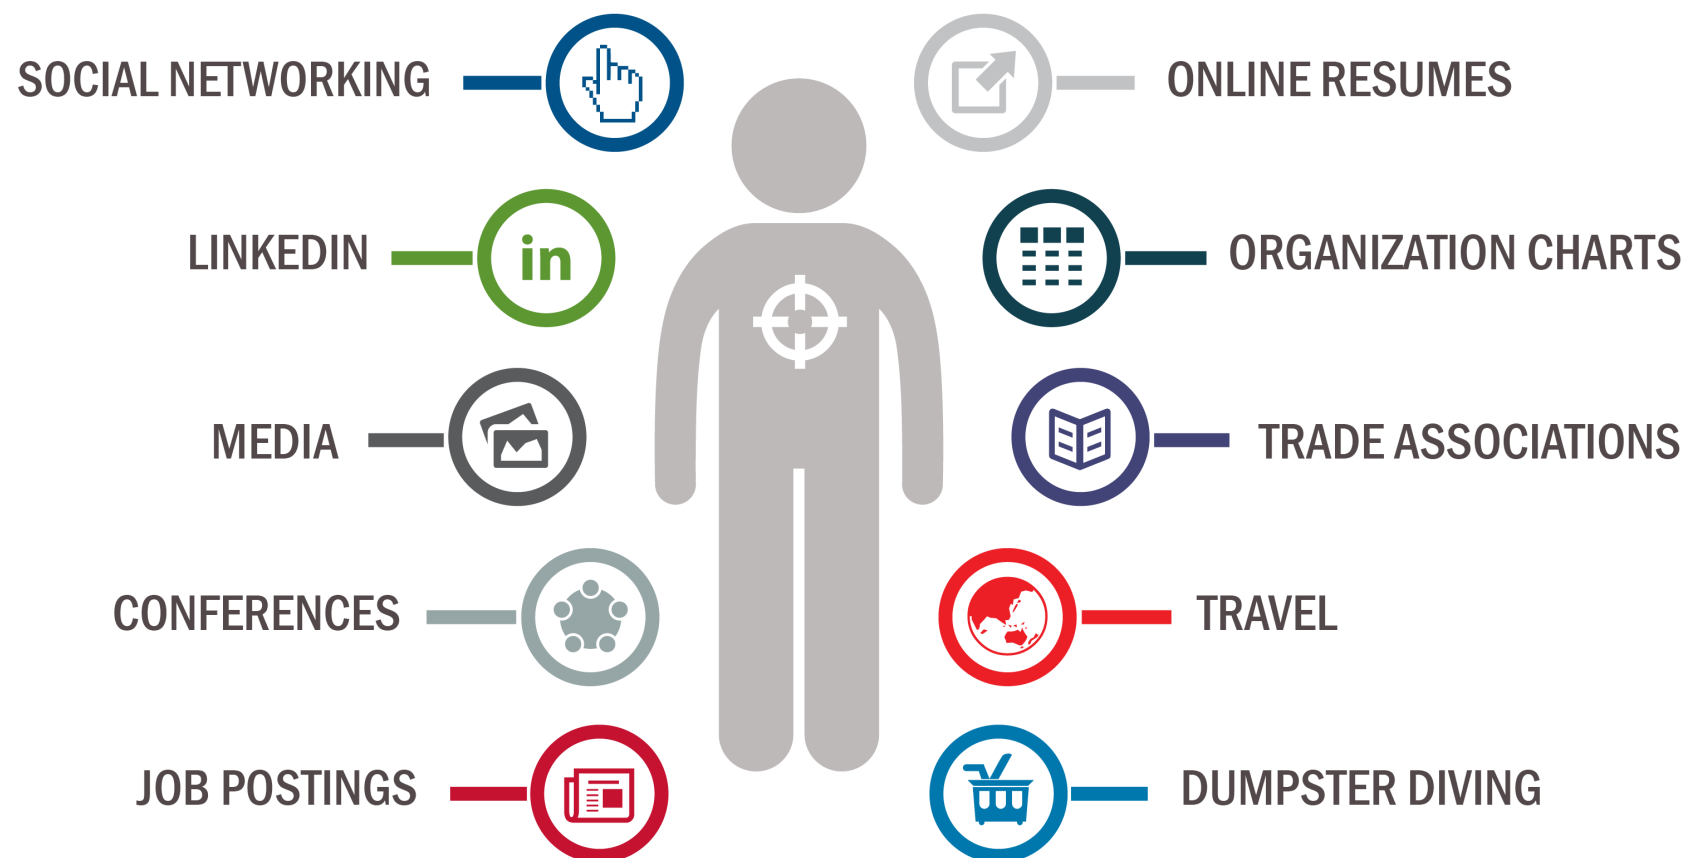 SOCIAL NETWORKING
ONLINE RESUMES
LINKEDIN
in
ORGANIZATION CHARTS
MEDIA
TRADE ASSOCIATIONS
CONFERENCES
TRAVEL
JOB POSTINGS
DUMPSTER DIVING